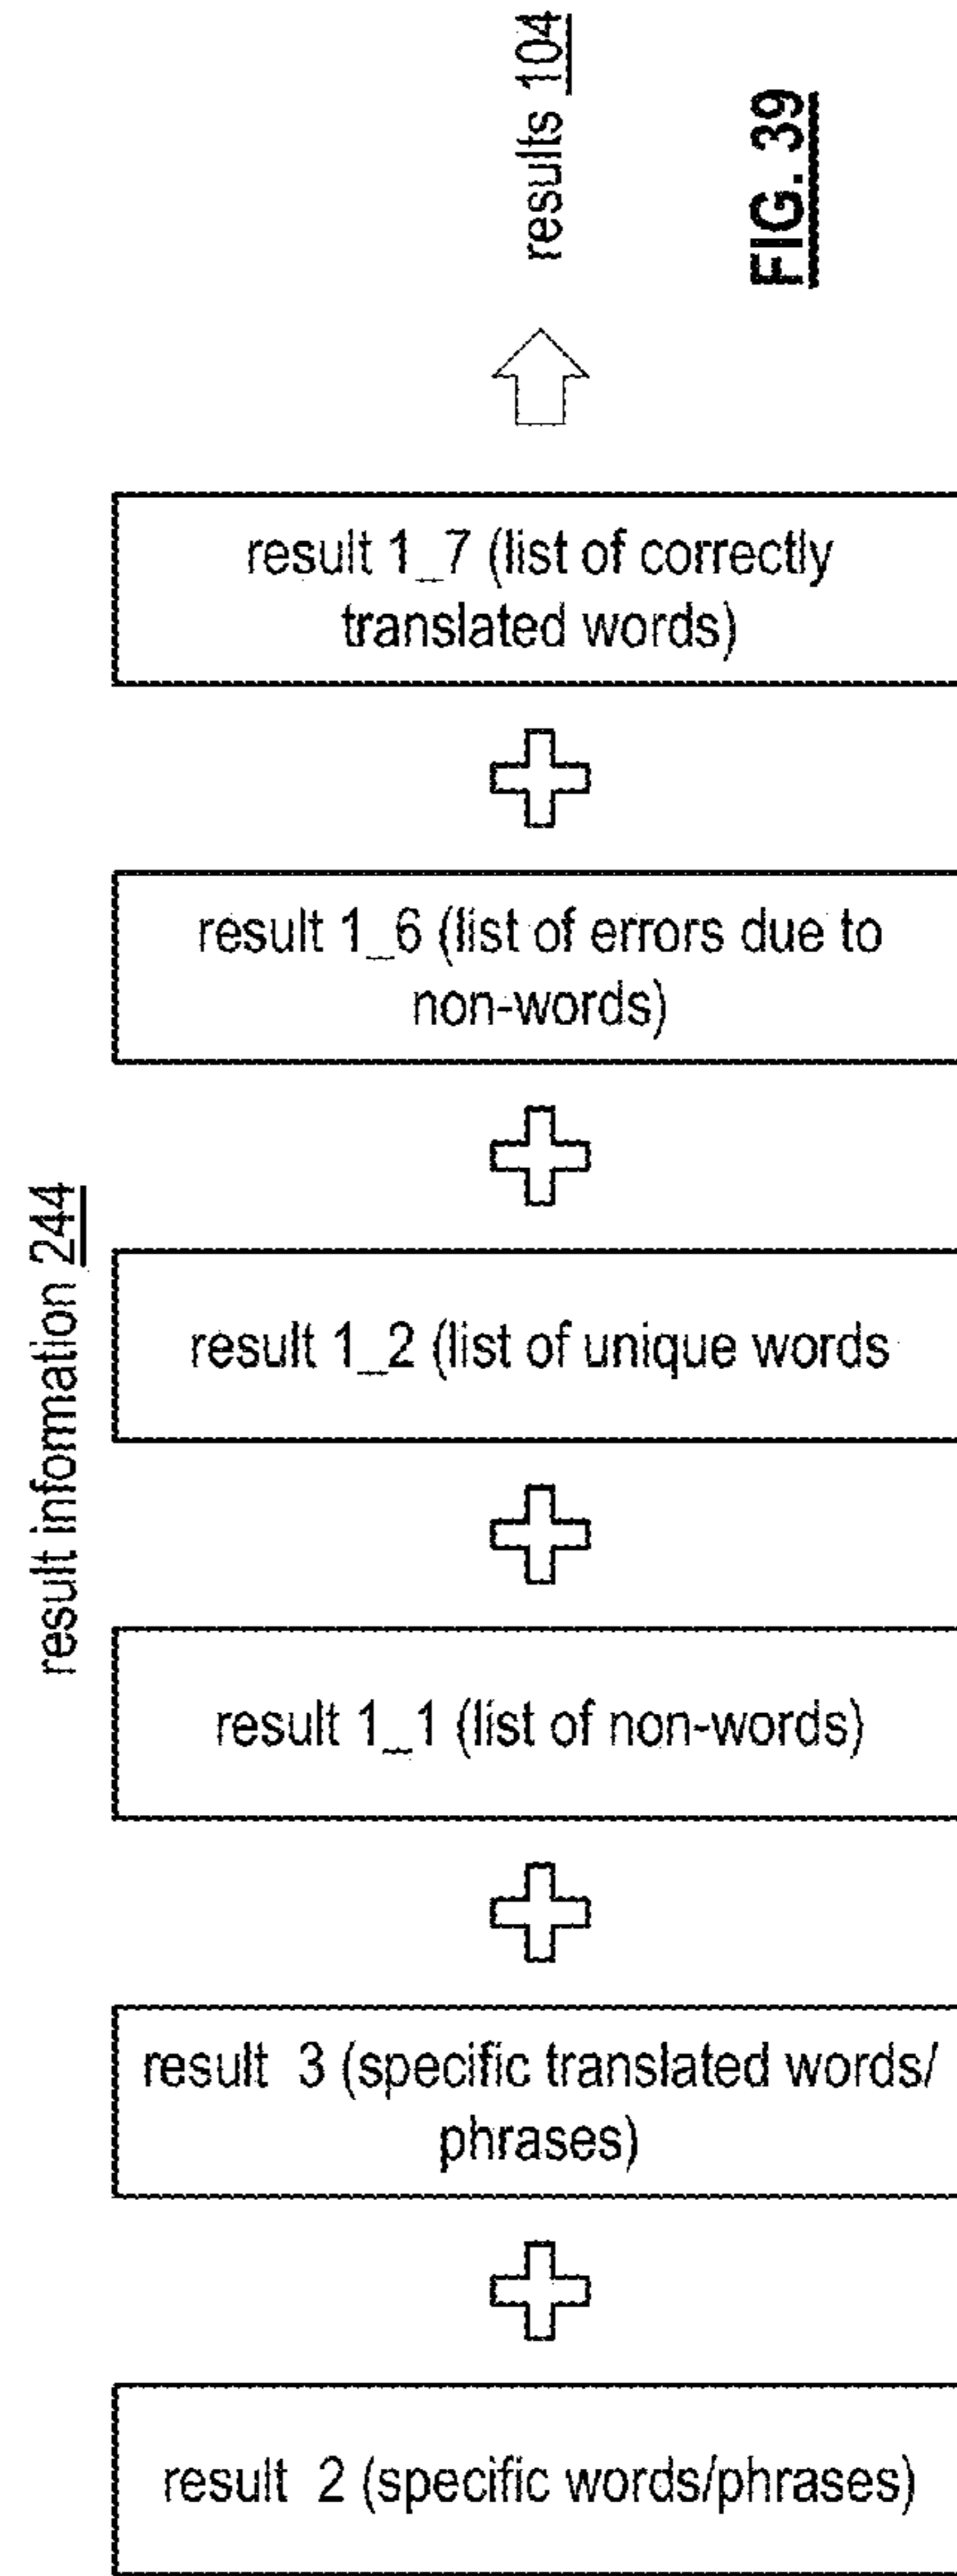 results 104
FIG. 39
result 1_7 (list of correctly
translated words)
result 1_6 (list of errors due to
non-words)
result information 244
result 1_2 (list of unique words
result 1_1 (list of non-words)
result 3 (specific translated words/
phrases)
result 2 (specific words/phrases)